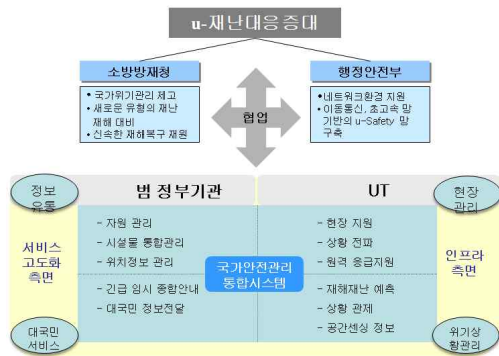 u-재난대응증대
소방방재청
• 국가위기관리 제고
• 새로운 유형의 재난
재해 대비
• 신속한 재해복구 재원
행정안전부
• 네트워크환경 지원
• 이동통신, 초고속 망
기반의 u-Safety 망
구축
협업
정보
유통
범 정부기관
UT
현장
관리
서비스
고도화
측면
- 자원 관리
- 시설물 통합관리
- 위치정보 관리
- 긴급 임시 종합안내
- 대국민 정보전달
국가안전관리
통합시스템
- 현장 지원
- 상황 전파
- 원격 응급지원
- 재해재난 예측
- 상황 관제
- 공간센싱 정보
인프라
측면
대국민
서비스
위기상
황관리